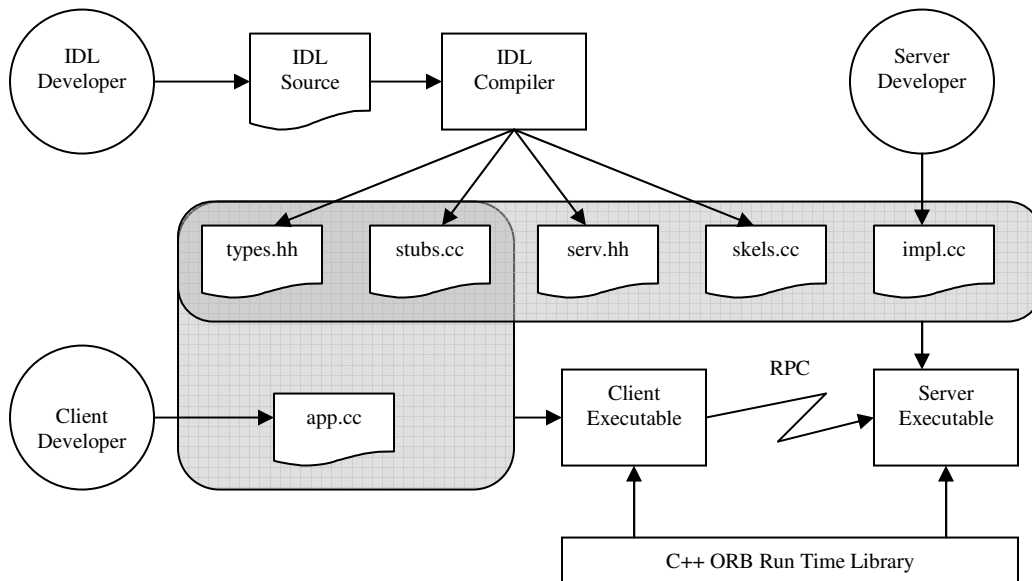 IDL
Developer
IDL
Source
IDL
Compiler
Server
Developer
types.hh
stubs.cc
serv.hh
skels.cc
impl.cc
RPC
Client
Developer
app.cc
Client
Executable
Server
Executable
C++ ORB Run Time Library